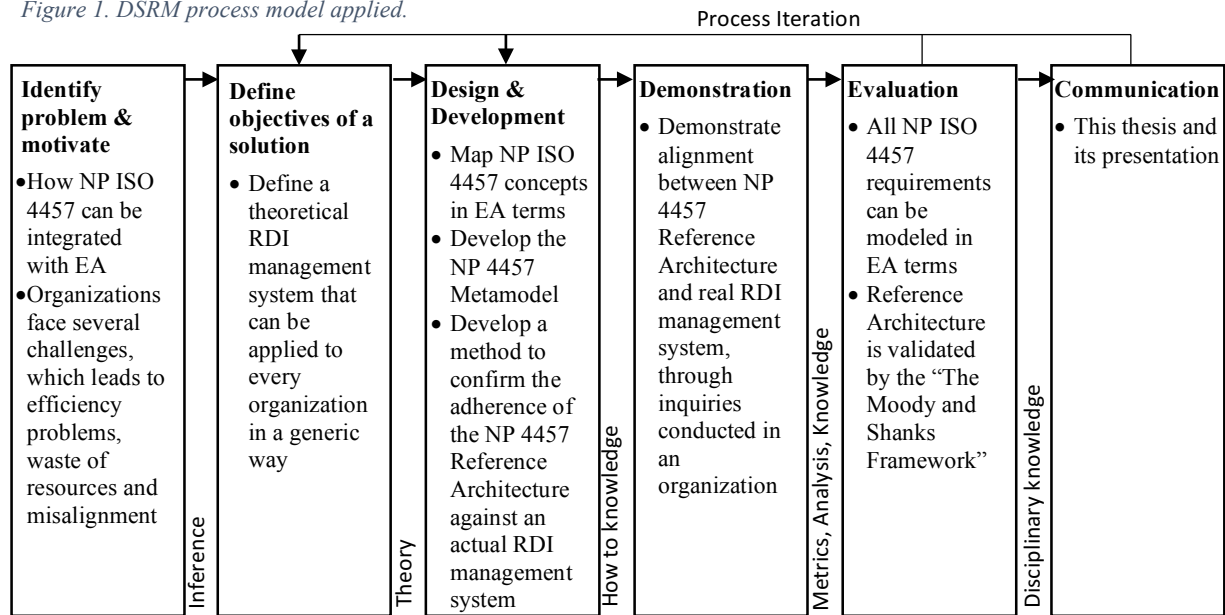 Figure 1. DSRM process model applied.
Process Iteration
Identify
problem &
motivate
•How NP ISO
4457 can be
integrated
with EA
•Organizations
face several
challenges,
which leads to
efficiency
problems,
waste of
resources and
misalignment
Inference
Define
objectives of a
solution
• Define a
theoretical
RDI
management
system that
can be
applied to
every
organization
in a generic
way
Theory
Design &
Development
• Map NP ISO
4457 concepts
in EA terms
• Develop the
NP 4457
Metamodel
• Develop a
method to
confirm the
adherence of
the NP 4457
Reference
Architecture
against an
actual RDI
management
system
How to knowledge
Demonstration
• Demonstrate
alignment
between NP
4457
Reference
Architecture
and real RDI
management
system,
through
inquiries
conducted in
an
organization
Metrics, Analysis, Knowledge
Evaluation
• All NP ISO
4457
requirements
can be
modeled in
EA terms
• Reference
Architecture
is validated
by the “The
Moody and
Shanks
Framework”
Disciplinary knowledge
Communication
• This thesis and
its presentation